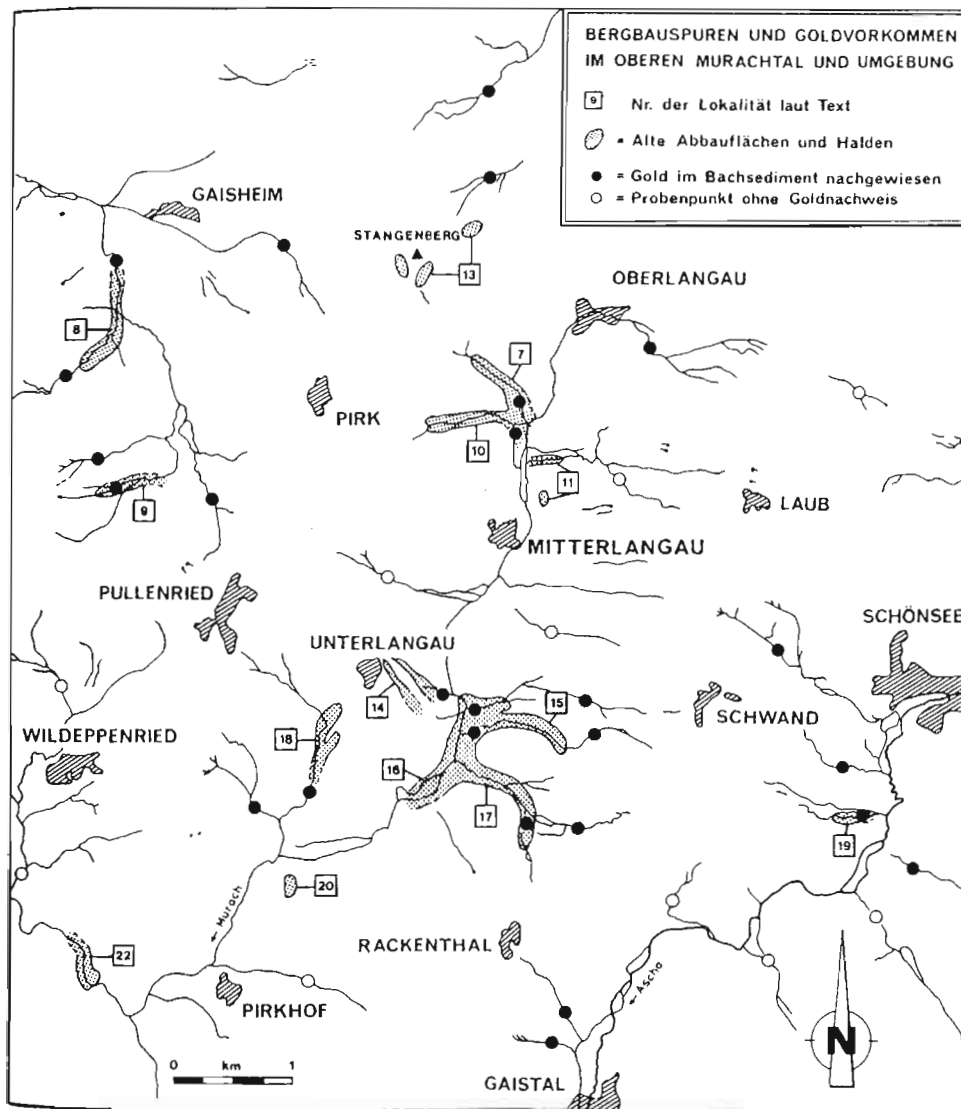 BERGBAUSPUREN UND GOLDVORKOMMEN
IM OBEREN MURACHTAL UND UMGEBUNG
9 Nr. der Lokalität laut Text
= Alte Abbauflächen und Halden
= Gold im Bachsediment nachgewiesen
= Probenpunkt ohne Goldnachweis
GAISHEIM
STANGENBERG
13
OBERLANGAU
8
7
PIRK
10
11
LAUB
9
MITTERLANGAU
PULLENRIED
SCHÖNSEE
UNTERLANGAU
14
15
SCHWAND
18
WILDEPPENRIED
16
17
19
20
Murach
RACKENTHAL
22
Ascha
PIRKHOF
0 km 1
N
GAISTAL